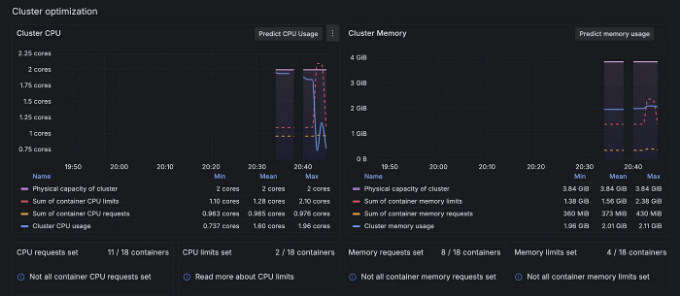 Cluster optimization
Cluster CPU
Predict CPU Usage
2.25 cores
2 cores
1.75 cores
1.50 cores
1.25 cores
1 cores
0.75 cores
19:50 20:00 20:10 20:20 20:30 20:40
Name Min Mean Max
Physical capacity of cluster 2 cores 2 cores 2 cores
Sum of container CPU limits 1.10 cores 1.28 cores 2.10 cores
Sum of container CPU requests 0.963 cores 0.965 cores 0.976 cores
Cluster CPU usage 0.737 cores 1.60 cores 1.96 cores
Cluster Memory
Predict memory usage
4 GiB
3 GiB
2 GiB
1 GiB
0 B
19:50 20:00 20:10 20:20 20:30 20:40
Name Min Mean Max
Physical capacity of cluster 3.84 GiB 3.84 GiB 3.84 GiB
Sum of container memory limits 1.38 GiB 1.56 GiB 2.38 GiB
Sum of container memory requests 360 MiB 373 MiB 430 MiB
Cluster memory usage 1.96 GiB 2.01 GiB 2.11 GiB
CPU requests set 11 / 18 containers
Not all container CPU requests set
CPU limits set 2 / 18 containers
Read more about CPU limits
Memory requests set 8 / 18 containers
Not all container memory requests set
Memory limits set 4 / 18 containers
Not all container memory limits set